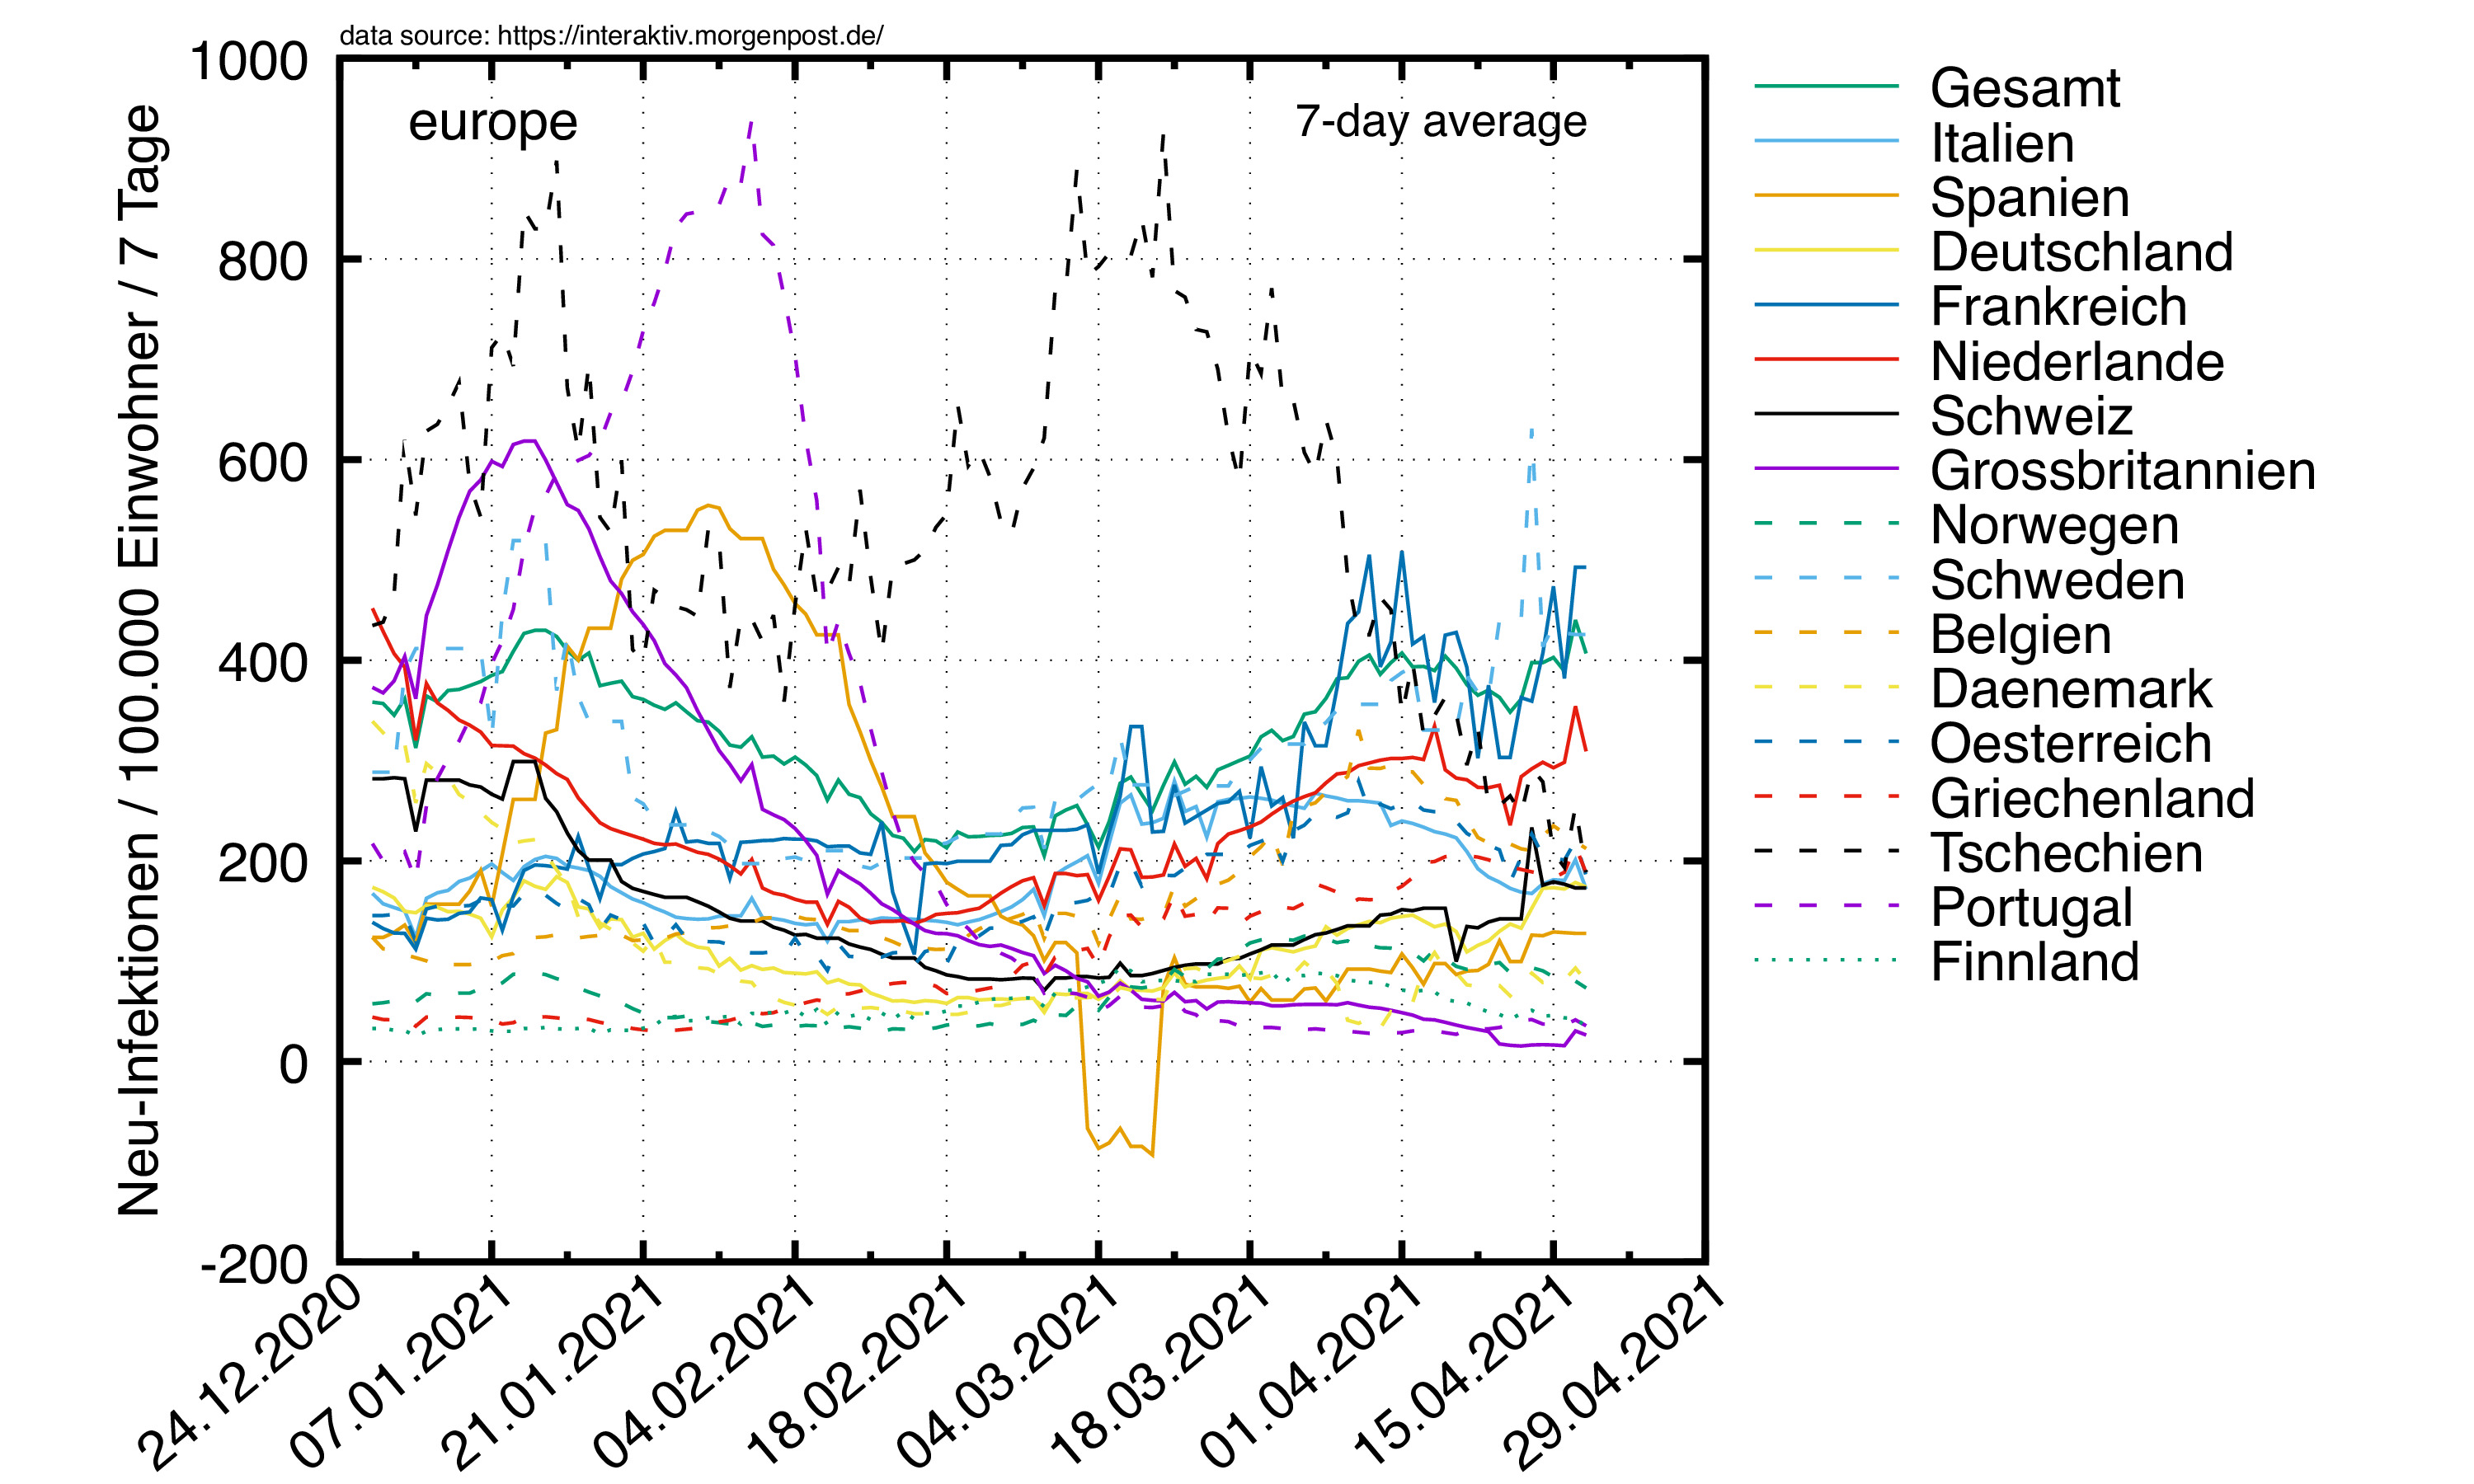 data source: https://interaktiv.morgenpost.de/
europe
7-day average
Neu-Infektionen / 100.000 Einwohner / 7 Tage
1000
800
600
400
200
0
-200
24.12.2020
07.01.2021
21.01.2021
04.02.2021
18.02.2021
04.03.2021
18.03.2021
01.04.2021
15.04.2021
29.04.2021
Gesamt
Italien
Spanien
Deutschland
Frankreich
Niederlande
Schweiz
Grossbritannien
Norwegen
Schweden
Belgien
Daenemark
Oesterreich
Griechenland
Tschechien
Portugal
Finnland